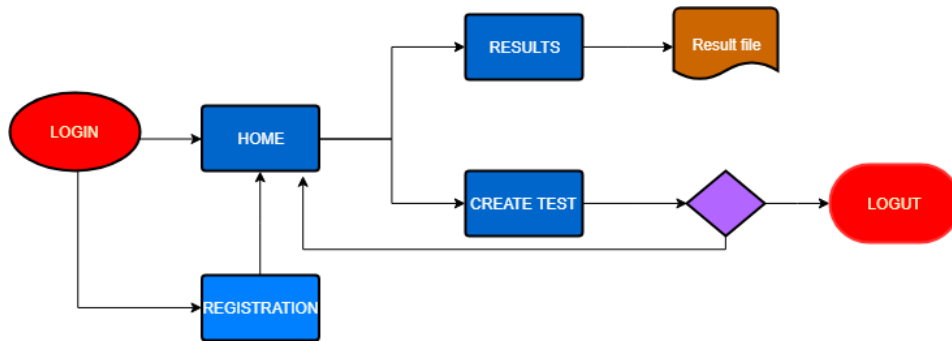 RESULTS
Result file
LOGIN
HOME
CREATE TEST
LOGUT
REGISTRATION